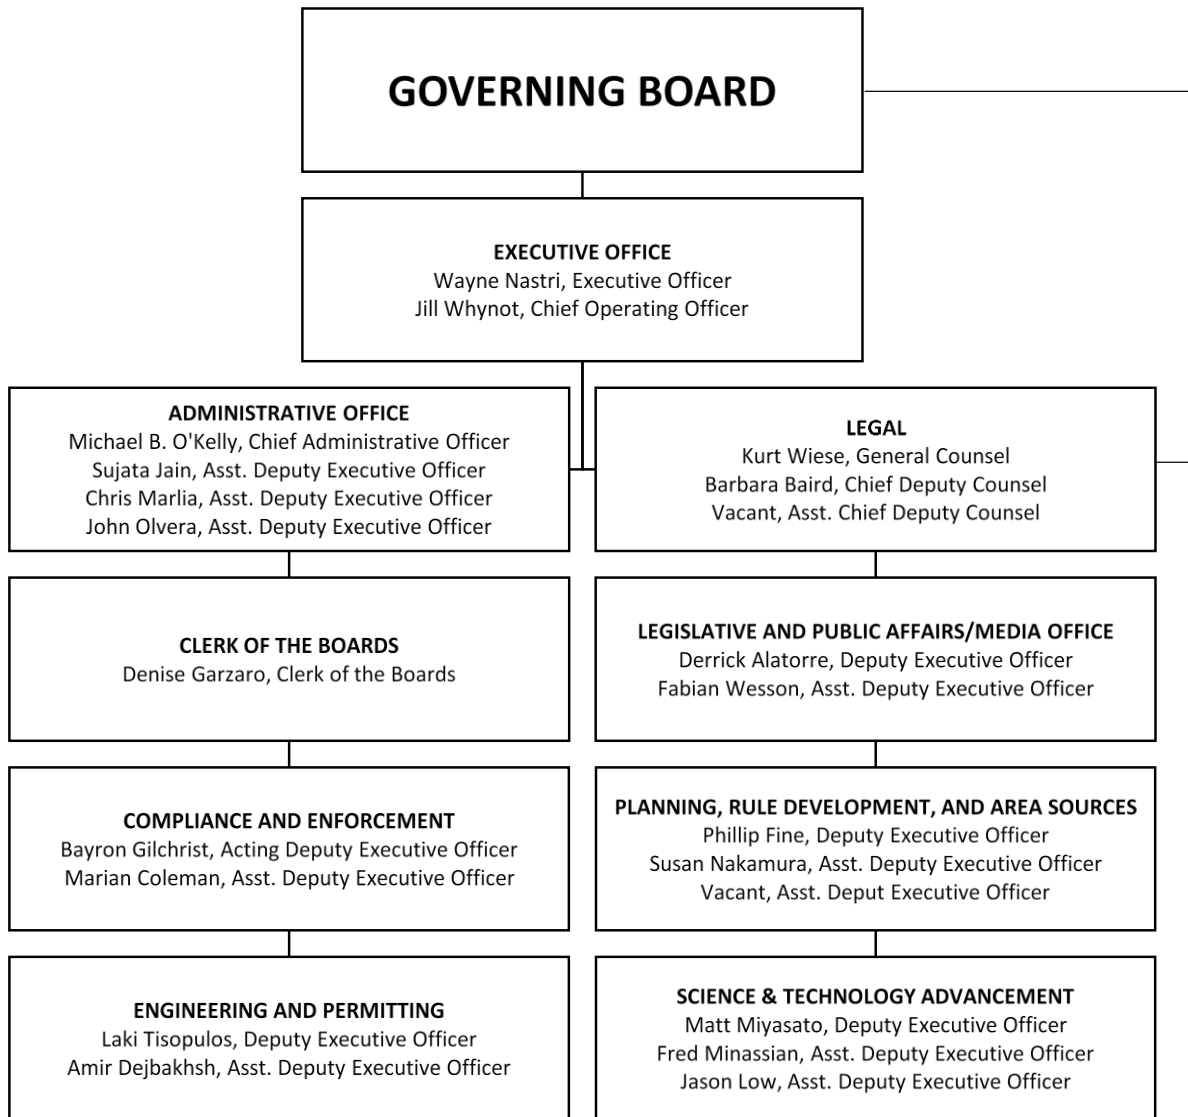 GOVERNING BOARD
EXECUTIVE OFFICE
Wayne Nastri, Executive Officer
Jill Whynot, Chief Operating Officer
ADMINISTRATIVE OFFICE
Michael B. O'Kelly, Chief Administrative Officer
Sujata Jain, Asst. Deputy Executive Officer
Chris Marlia, Asst. Deputy Executive Officer
John Olvera, Asst. Deputy Executive Officer
LEGAL
Kurt Wiese, General Counsel
Barbara Baird, Chief Deputy Counsel
Vacant, Asst. Chief Deputy Counsel
CLERK OF THE BOARDS
Denise Garzaro, Clerk of the Boards
LEGISLATIVE AND PUBLIC AFFAIRS/MEDIA OFFICE
Derrick Alatorre, Deputy Executive Officer
Fabian Wesson, Asst. Deputy Executive Officer
COMPLIANCE AND ENFORCEMENT
Bayron Gilchrist, Acting Deputy Executive Officer
Marian Coleman, Asst. Deputy Executive Officer
PLANNING, RULE DEVELOPMENT, AND AREA SOURCES
Phillip Fine, Deputy Executive Officer
Susan Nakamura, Asst. Deputy Executive Officer
Vacant, Asst. Deput Executive Officer
ENGINEERING AND PERMITTING
Laki Tisopulos, Deputy Executive Officer
Amir Dejbakhsh, Asst. Deputy Executive Officer
SCIENCE & TECHNOLOGY ADVANCEMENT
Matt Miyasato, Deputy Executive Officer
Fred Minassian, Asst. Deputy Executive Officer
Jason Low, Asst. Deputy Executive Officer